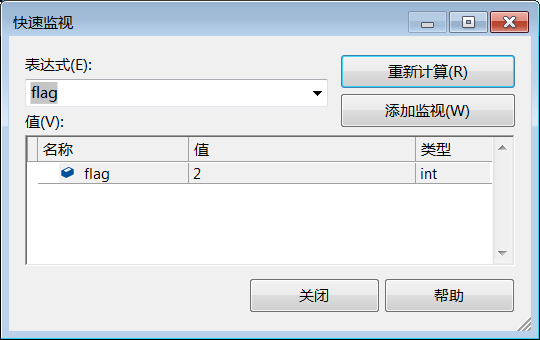 快速监视
表达式(E):
重新计算(R)
flag
添加监视(W)
值(V):
名称 值 类型
flag 2 int
关闭 帮助